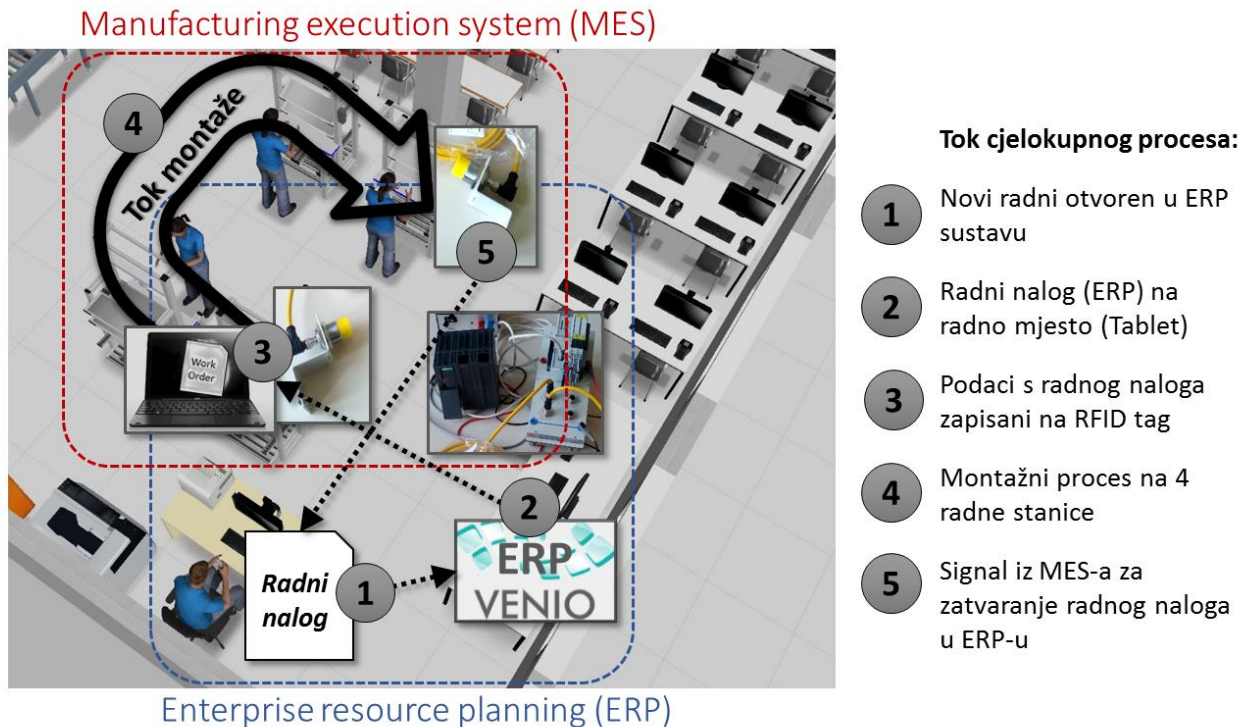 Manufacturing execution system (MES)
4
Tok montaže
5
3
Work
Order
2
ERP
VENIO
Radni
nalog
1
Enterprise resource planning (ERP)
Tok cjelokupnog procesa:
1
Novi radni otvoren u ERP
sustavu
2
Radni nalog (ERP) na
radno mjesto (Tablet)
3
Podaci s radnog naloga
zapisani na RFID tag
4
Montažni proces na 4
radne stanice
5
Signal iz MES-a za
zatvaranje radnog naloga
u ERP-u